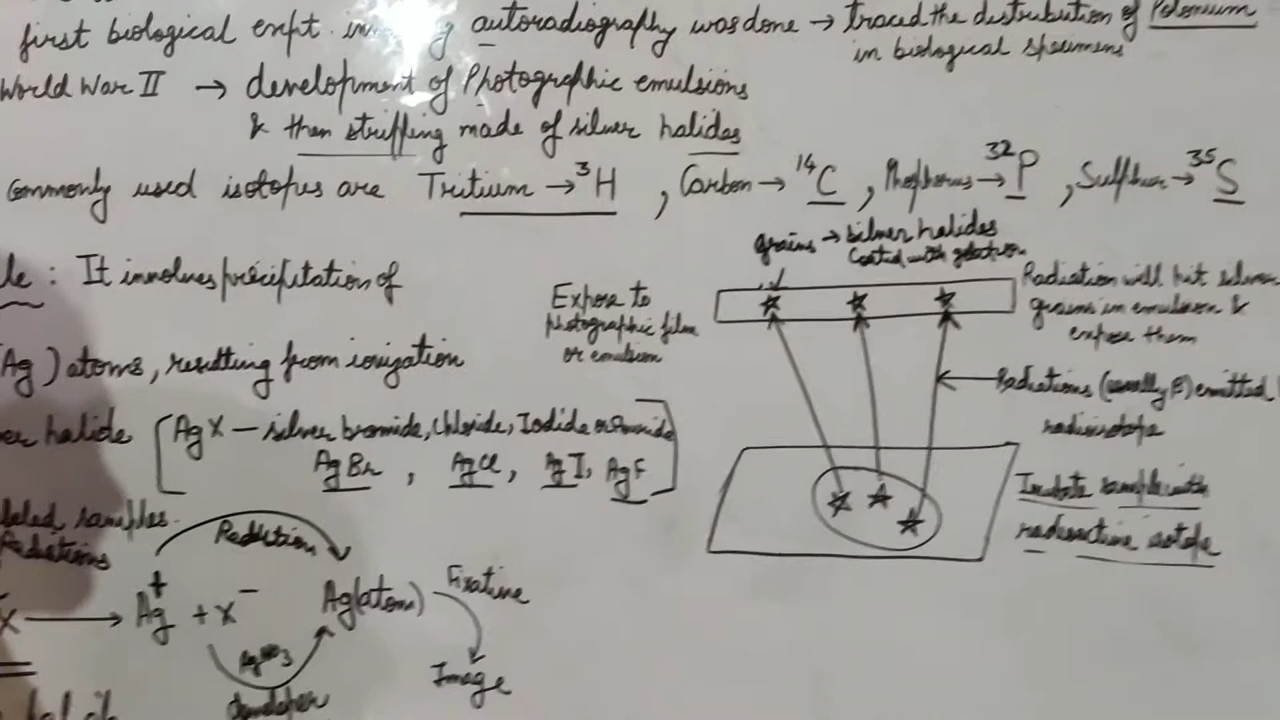 first biological expt. autoradiography was done → traced the distribution of Polonium
in biological specimens
World War II → development of Photographic emulsions
& then stripping made of silver halides
Commonly used isotopes are Tritium → ³H , Carbon → ¹⁴C , Phosphorus → ³²P , Sulphur → ³⁵S
grains → silver halides
coated with gelatin
le : It involves precipitation of
Expose to
photographic film
or emulsion
Radiation will hit silver
grains in emulsion &
expose them
(Ag) atoms, resulting from ionization
Radiations (usually β) emitted
radioisotope
er halide [AgX – silver bromide, chloride, Iodide or
AgBr , AgCl , AgI, AgF]
Incubate sample with
radioactive isotope
samples.
Radiations
Reduction
X → Ag⁺ + X⁻ Ag(atom) Fixative
developer
Image